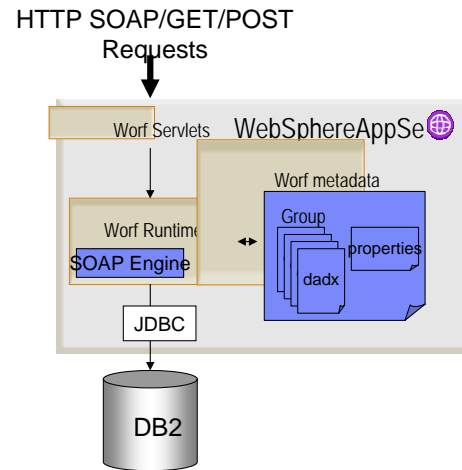 HTTP SOAP/GET/POST
Requests
Worf Servlets
WebSphereAppSe
Worf metadata
Group
Worf Runtime
properties
SOAP Engine
dadx
JDBC
DB2